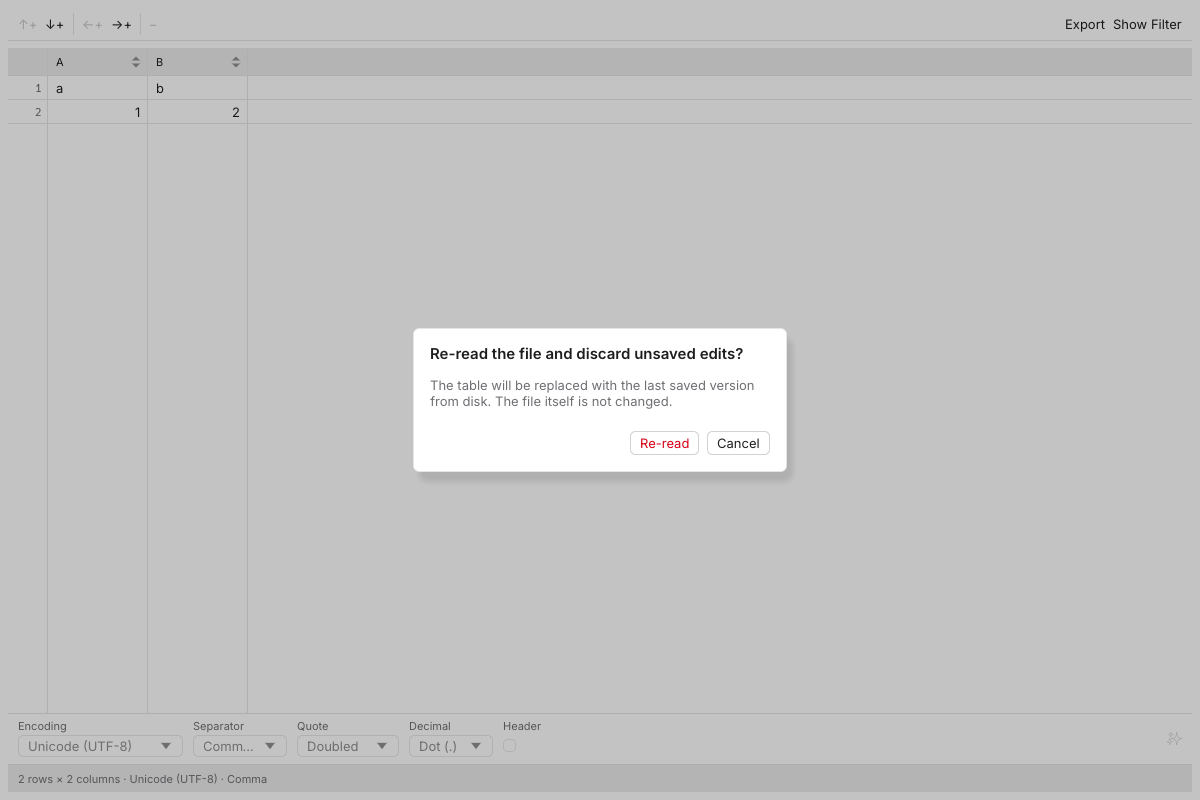 ↑+ ↓+ ←+ →+ − Export Show Filter
A B
1 a b
2 1 2
Re-read the file and discard unsaved edits?
The table will be replaced with the last saved version
from disk. The file itself is not changed.
Re-read Cancel
Encoding Separator Quote Decimal Header
Unicode (UTF-8) Comm... Doubled Dot (.)
2 rows × 2 columns · Unicode (UTF-8) · Comma